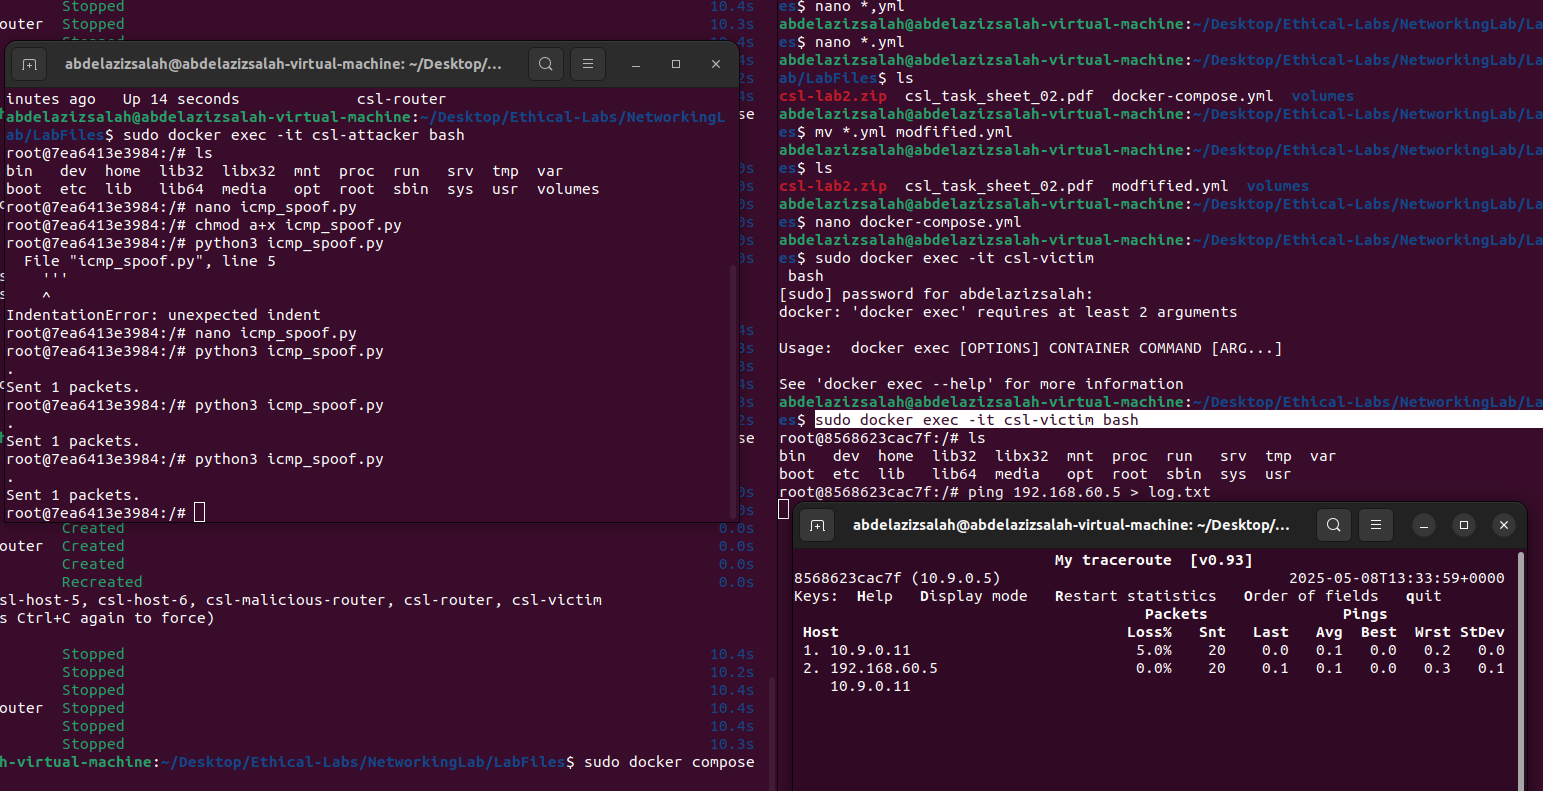 Stopped 10.4s
outer Stopped 10.3s
abdelazizsalah@abdelazizsalah-virtual-machine: ~/Desktop/...
inutes ago Up 14 seconds csl-router
abdelazizsalah@abdelazizsalah-virtual-machine:~/Desktop/Ethical-Labs/NetworkingL
ab/LabFiles$ sudo docker exec -it csl-attacker bash
root@7ea6413e3984:/# ls
bin dev home lib32 libx32 mnt proc run srv tmp var
boot etc lib lib64 media opt root sbin sys usr volumes
root@7ea6413e3984:/# nano icmp_spoof.py
root@7ea6413e3984:/# chmod a+x icmp_spoof.py
root@7ea6413e3984:/# python3 icmp_spoof.py
File "icmp_spoof.py", line 5
'''
^
IndentationError: unexpected indent
root@7ea6413e3984:/# nano icmp_spoof.py
root@7ea6413e3984:/# python3 icmp_spoof.py
.
Sent 1 packets.
root@7ea6413e3984:/# python3 icmp_spoof.py
.
Sent 1 packets.
root@7ea6413e3984:/# python3 icmp_spoof.py
.
Sent 1 packets.
root@7ea6413e3984:/#
Created 0.0s
outer Created 0.0s
Created 0.0s
Recreated 0.0s
sl-host-5, csl-host-6, csl-malicious-router, csl-router, csl-victim
s Ctrl+C again to force)
Stopped 10.4s
Stopped 10.2s
Stopped 10.4s
outer Stopped 10.4s
Stopped 10.4s
Stopped 10.3s
h-virtual-machine:~/Desktop/Ethical-Labs/NetworkingLab/LabFiles$ sudo docker compose
es$ nano *,yml
abdelazizsalah@abdelazizsalah-virtual-machine:~/Desktop/Ethical-Labs/NetworkingLab/La
es$ nano *.yml
abdelazizsalah@abdelazizsalah-virtual-machine:~/Desktop/Ethical-Labs/NetworkingL
ab/LabFiles$ ls
csl-lab2.zip csl_task_sheet_02.pdf docker-compose.yml volumes
abdelazizsalah@abdelazizsalah-virtual-machine:~/Desktop/Ethical-Labs/NetworkingLab/La
es$ mv *.yml modfified.yml
abdelazizsalah@abdelazizsalah-virtual-machine:~/Desktop/Ethical-Labs/NetworkingLab/La
es$ ls
csl-lab2.zip csl_task_sheet_02.pdf modfified.yml volumes
abdelazizsalah@abdelazizsalah-virtual-machine:~/Desktop/Ethical-Labs/NetworkingLab/La
es$ nano docker-compose.yml
abdelazizsalah@abdelazizsalah-virtual-machine:~/Desktop/Ethical-Labs/NetworkingLab/La
es$ sudo docker exec -it csl-victim
bash
[sudo] password for abdelazizsalah:
docker: 'docker exec' requires at least 2 arguments
Usage: docker exec [OPTIONS] CONTAINER COMMAND [ARG...]
See 'docker exec --help' for more information
abdelazizsalah@abdelazizsalah-virtual-machine:~/Desktop/Ethical-Labs/NetworkingLab/La
es$ sudo docker exec -it csl-victim bash
root@8568623cac7f:/# ls
bin dev home lib32 libx32 mnt proc run srv tmp var
boot etc lib lib64 media opt root sbin sys usr
root@8568623cac7f:/# ping 192.168.60.5 > log.txt
abdelazizsalah@abdelazizsalah-virtual-machine: ~/Desktop/...
My traceroute [v0.93]
8568623cac7f (10.9.0.5) 2025-05-08T13:33:59+0000
Keys: Help Display mode Restart statistics Order of fields quit
Packets Pings
Host Loss% Snt Last Avg Best Wrst StDev
1. 10.9.0.11 5.0% 20 0.0 0.1 0.0 0.2 0.0
2. 192.168.60.5 0.0% 20 0.1 0.1 0.0 0.3 0.1
10.9.0.11